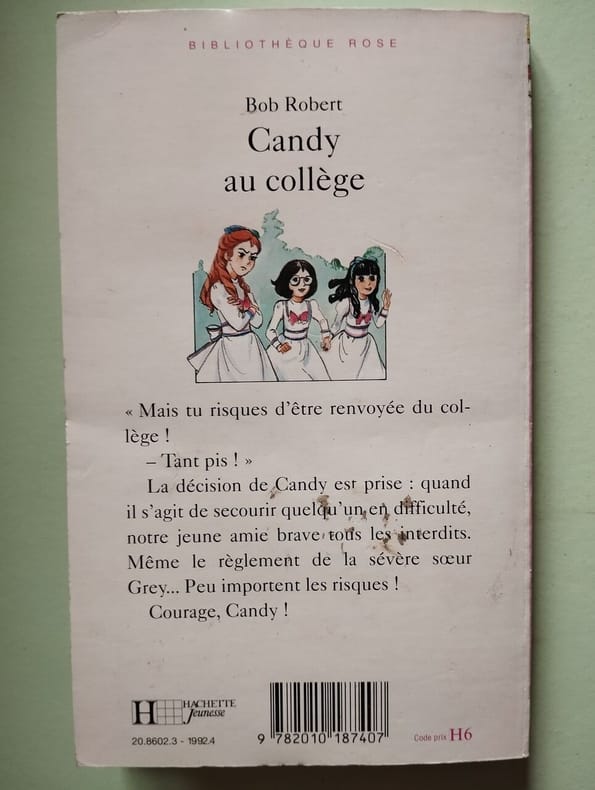 BIBLIOTHÈQUE ROSE
Bob Robert
Candy
au collège
« Mais tu risques d'être renvoyée du col-
lège !
– Tant pis ! »
La décision de Candy est prise : quand
il s'agit de secourir quelqu'un en difficulté,
notre jeune amie brave tous les interdits.
Même le règlement de la sévère sœur
Grey... Peu importent les risques !
Courage, Candy !
H HACHETTE
Jeunesse
20.8602.3 - 1992.4
9 782010 187407
Code prix H6